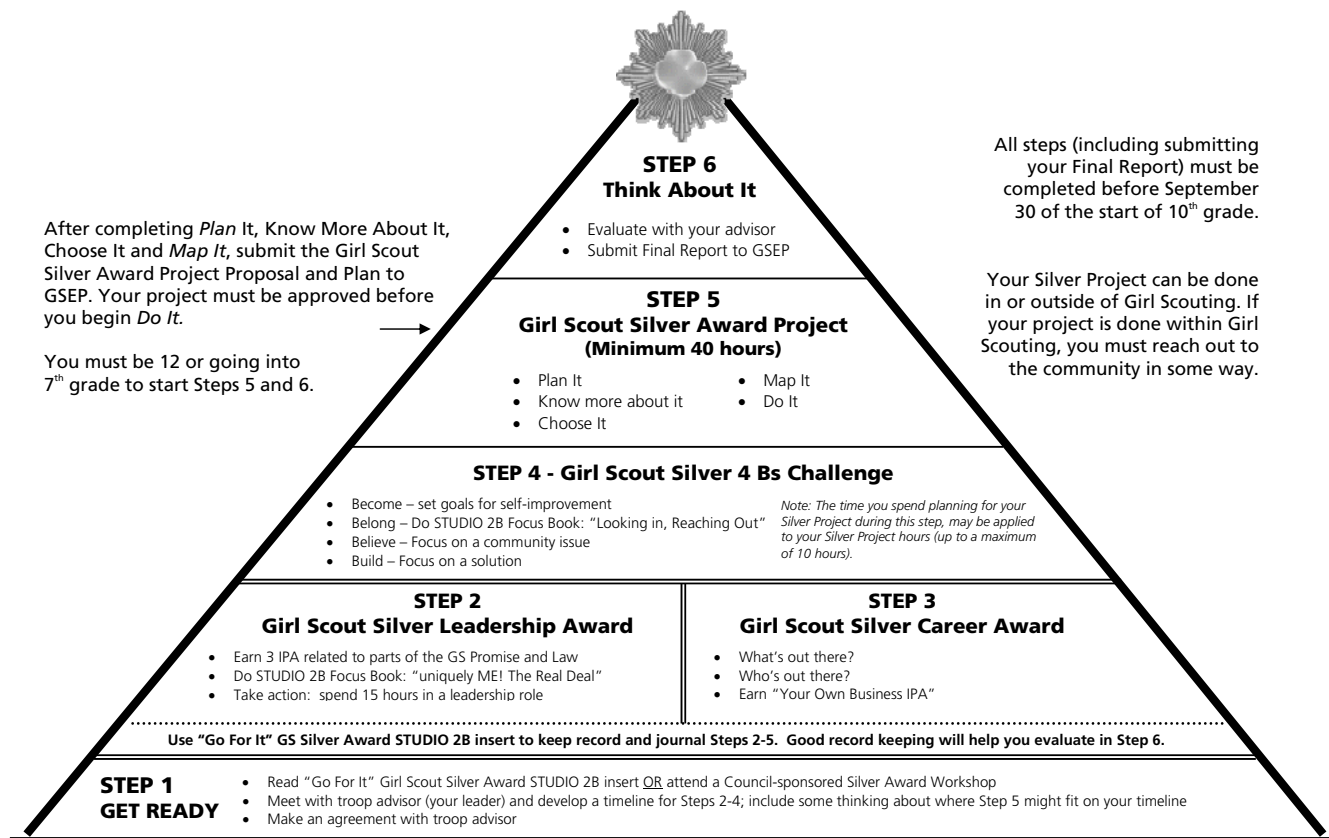 STEP 6
Think About It
• Evaluate with your advisor
• Submit Final Report to GSEP
All steps (including submitting
your Final Report) must be
completed before September
30 of the start of 10th grade.
Your Silver Project can be done
in or outside of Girl Scouting. If
your project is done within Girl
Scouting, you must reach out to
the community in some way.
After completing Plan It, Know More About It,
Choose It and Map It, submit the Girl Scout
Silver Award Project Proposal and Plan to
GSEP. Your project must be approved before
you begin Do It.
You must be 12 or going into
7th grade to start Steps 5 and 6.
STEP 5
Girl Scout Silver Award Project
(Minimum 40 hours)
• Plan It
• Know more about it
• Choose It
• Map It
• Do It
STEP 4 - Girl Scout Silver 4 Bs Challenge
• Become – set goals for self-improvement
• Belong – Do STUDIO 2B Focus Book: “Looking in, Reaching Out”
• Believe – Focus on a community issue
• Build – Focus on a solution
Note: The time you spend planning for your
Silver Project during this step, may be applied
to your Silver Project hours (up to a maximum
of 10 hours).
STEP 2
Girl Scout Silver Leadership Award
• Earn 3 IPA related to parts of the GS Promise and Law
• Do STUDIO 2B Focus Book: “uniquely ME! The Real Deal”
• Take action: spend 15 hours in a leadership role
STEP 3
Girl Scout Silver Career Award
• What’s out there?
• Who’s out there?
• Earn “Your Own Business IPA”
Use “Go For It” GS Silver Award STUDIO 2B insert to keep record and journal Steps 2-5. Good record keeping will help you evaluate in Step 6.
STEP 1
GET READY
• Read “Go For It” Girl Scout Silver Award STUDIO 2B insert OR attend a Council-sponsored Silver Award Workshop
• Meet with troop advisor (your leader) and develop a timeline for Steps 2-4; include some thinking about where Step 5 might fit on your timeline
• Make an agreement with troop advisor